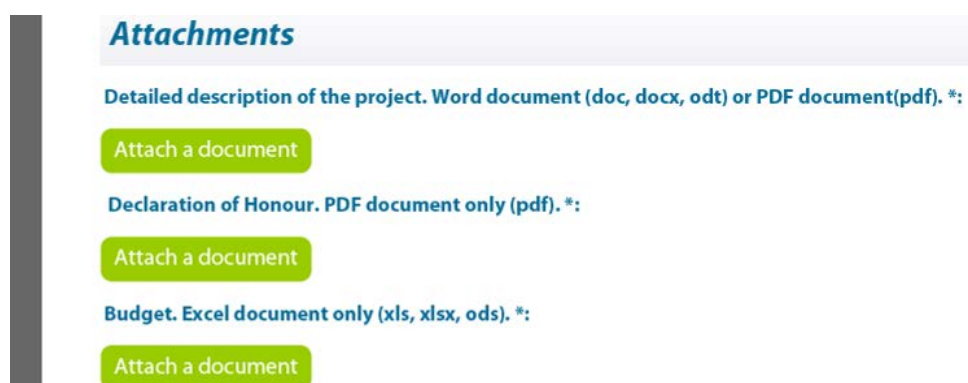 Attachments
Detailed description of the project. Word document (doc, docx, odt) or PDF document(pdf). *:
Attach a document
Declaration of Honour. PDF document only (pdf). *:
Attach a document
Budget. Excel document only (xls, xlsx, ods). *:
Attach a document